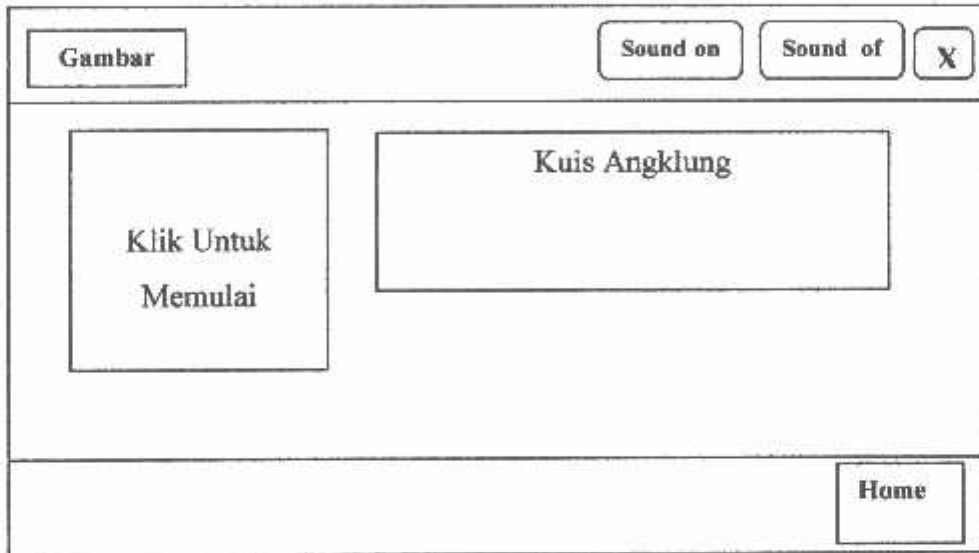 Gambar
Sound on
Sound of
X
Kuis Angklung
Klik Untuk
Memulai
Home